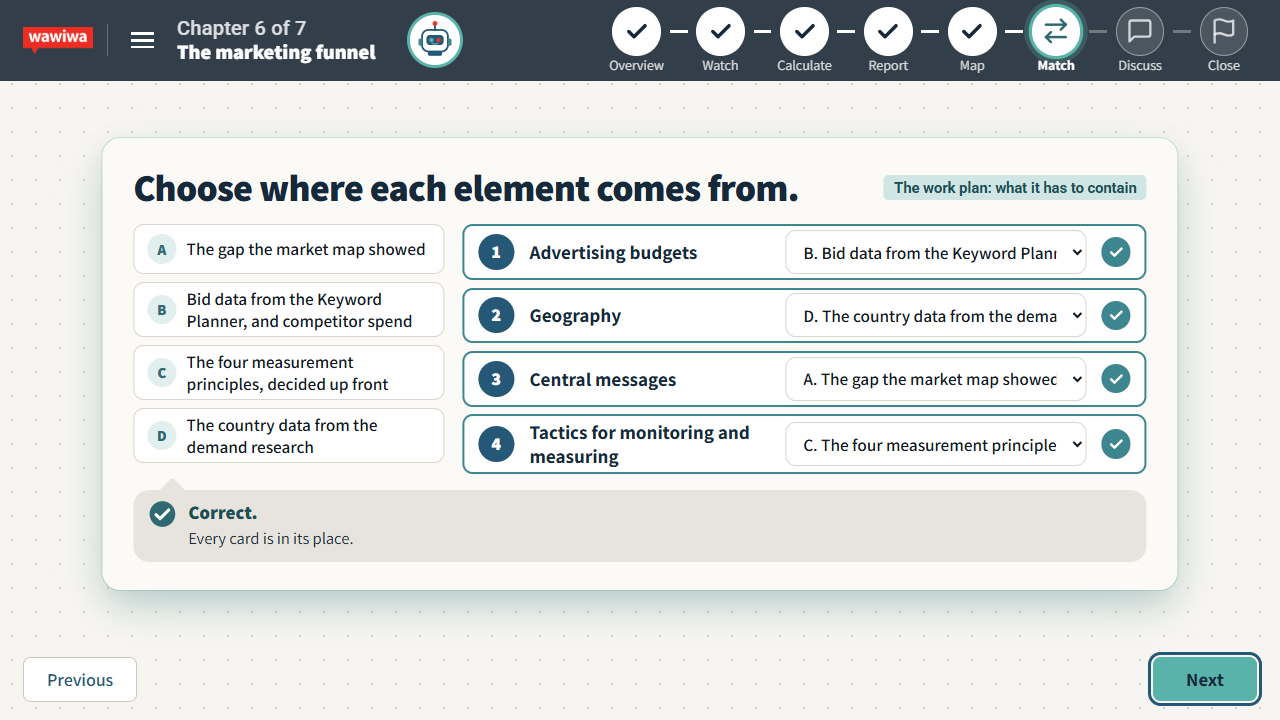 wawiwa
Chapter 6 of 7
The marketing funnel
Overview
Watch
Calculate
Report
Map
Match
Discuss
Close
Choose where each element comes from.
The work plan: what it has to contain
A
The gap the market map showed
B
Bid data from the Keyword
Planner, and competitor spend
C
The four measurement
principles, decided up front
D
The country data from the
demand research
1
Advertising budgets
B. Bid data from the Keyword Plann
2
Geography
D. The country data from the dema
3
Central messages
A. The gap the market map showed
4
Tactics for monitoring and
measuring
C. The four measurement principle
Correct.
Every card is in its place.
Previous
Next